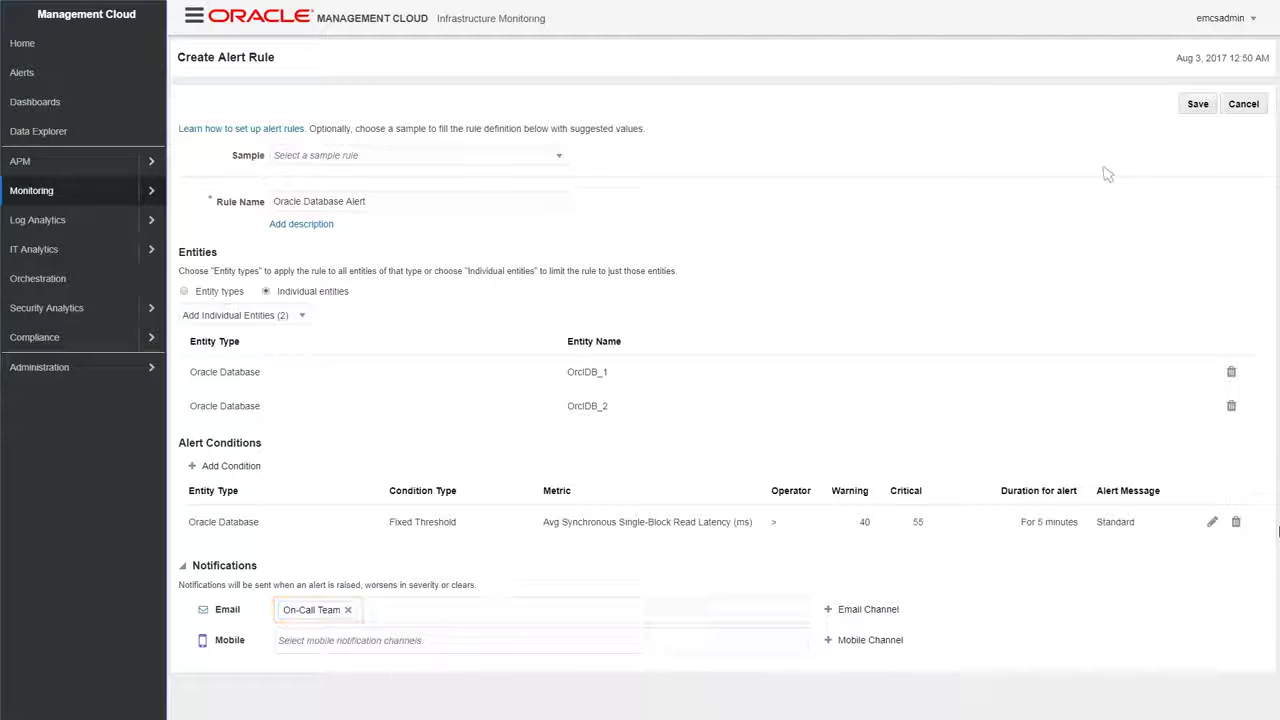 Management Cloud
ORACLE MANAGEMENT CLOUD Infrastructure Monitoring
emcsadmin
Home
Alerts
Dashboards
Data Explorer
APM
Monitoring
Log Analytics
IT Analytics
Orchestration
Security Analytics
Compliance
Administration
Create Alert Rule
Aug 3, 2017 12:50 AM
Save Cancel
Learn how to set up alert rules. Optionally, choose a sample to fill the rule definition below with suggested values.
Sample Select a sample rule
* Rule Name Oracle Database Alert
Add description
Entities
Choose "Entity types" to apply the rule to all entities of that type or choose "Individual entities" to limit the rule to just those entities.
Entity types Individual entities
Add Individual Entities (2)
Entity Type Entity Name
Oracle Database OrclDB_1
Oracle Database OrclDB_2
Alert Conditions
+ Add Condition
Entity Type Condition Type Metric Operator Warning Critical Duration for alert Alert Message
Oracle Database Fixed Threshold Avg Synchronous Single-Block Read Latency (ms) > 40 55 For 5 minutes Standard
Notifications
Notifications will be sent when an alert is raised, worsens in severity or clears.
Email On-Call Team × + Email Channel
Mobile Select mobile notification channels. + Mobile Channel